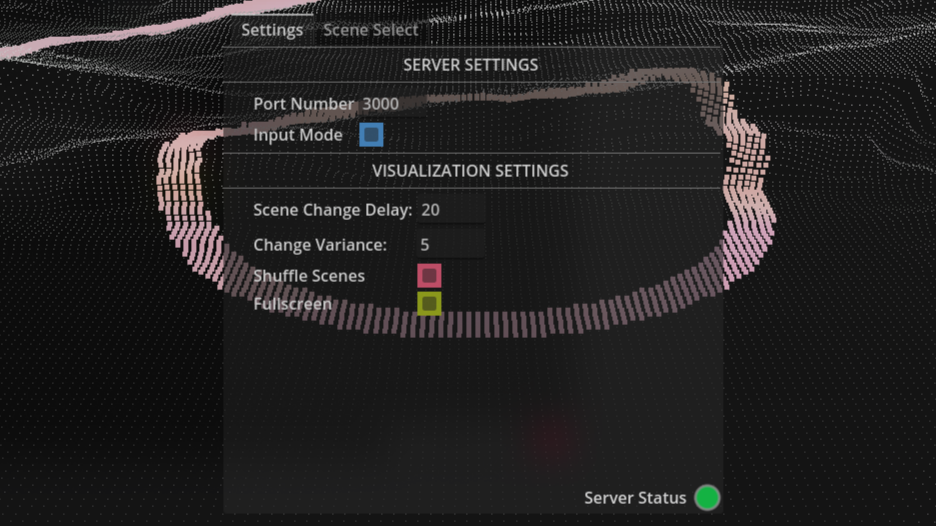 Settings Scene Select
SERVER SETTINGS
Port Number 3000
Input Mode
VISUALIZATION SETTINGS
Scene Change Delay: 20
Change Variance: 5
Shuffle Scenes
Fullscreen
Server Status